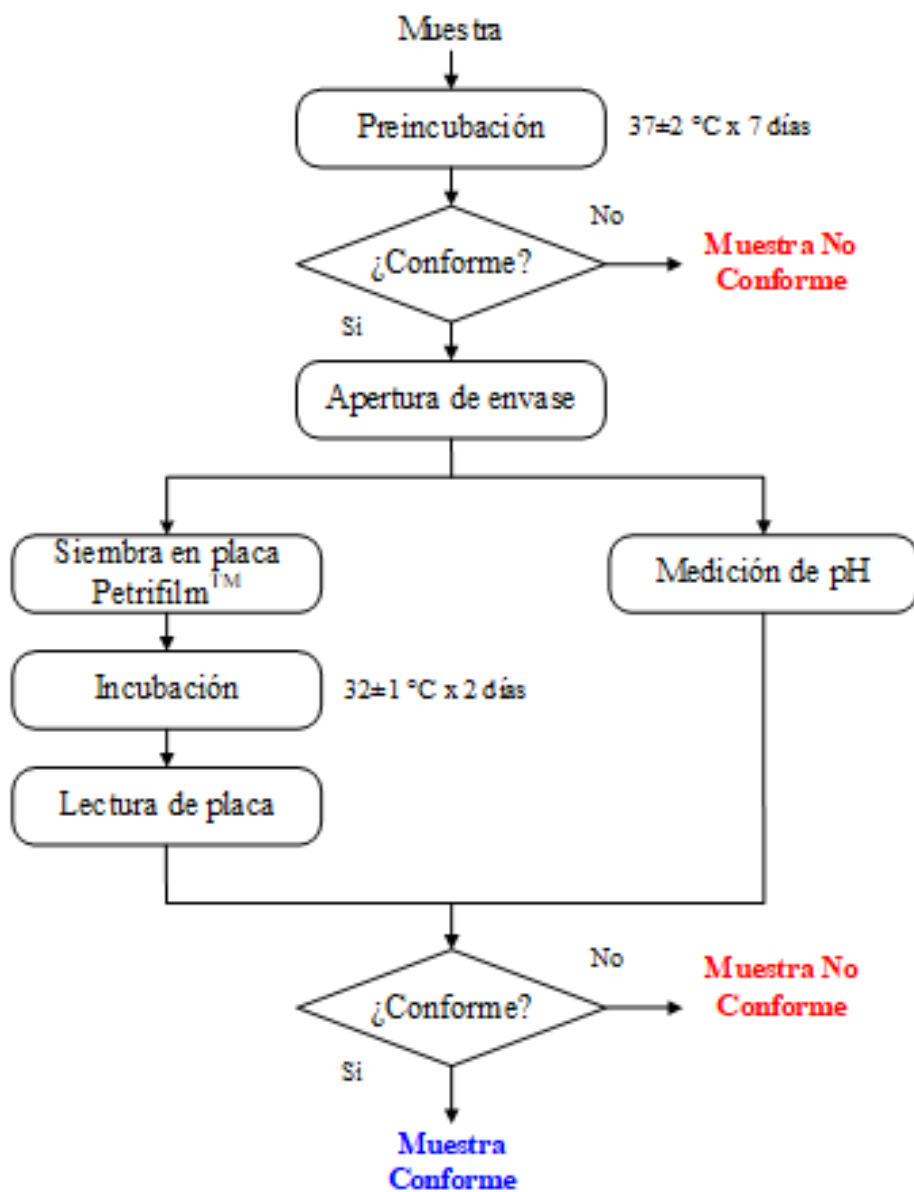 Muestra
Preincubación
37±2 °C x 7 días
No
¿Conforme?
Muestra No
Conforme
Si
Apertura de envase
Siembra en placa
Petrifilm™
Medición de pH
Incubación
32±1 °C x 2 días
Lectura de placa
No
¿Conforme?
Muestra No
Conforme
Si
Muestra
Conforme